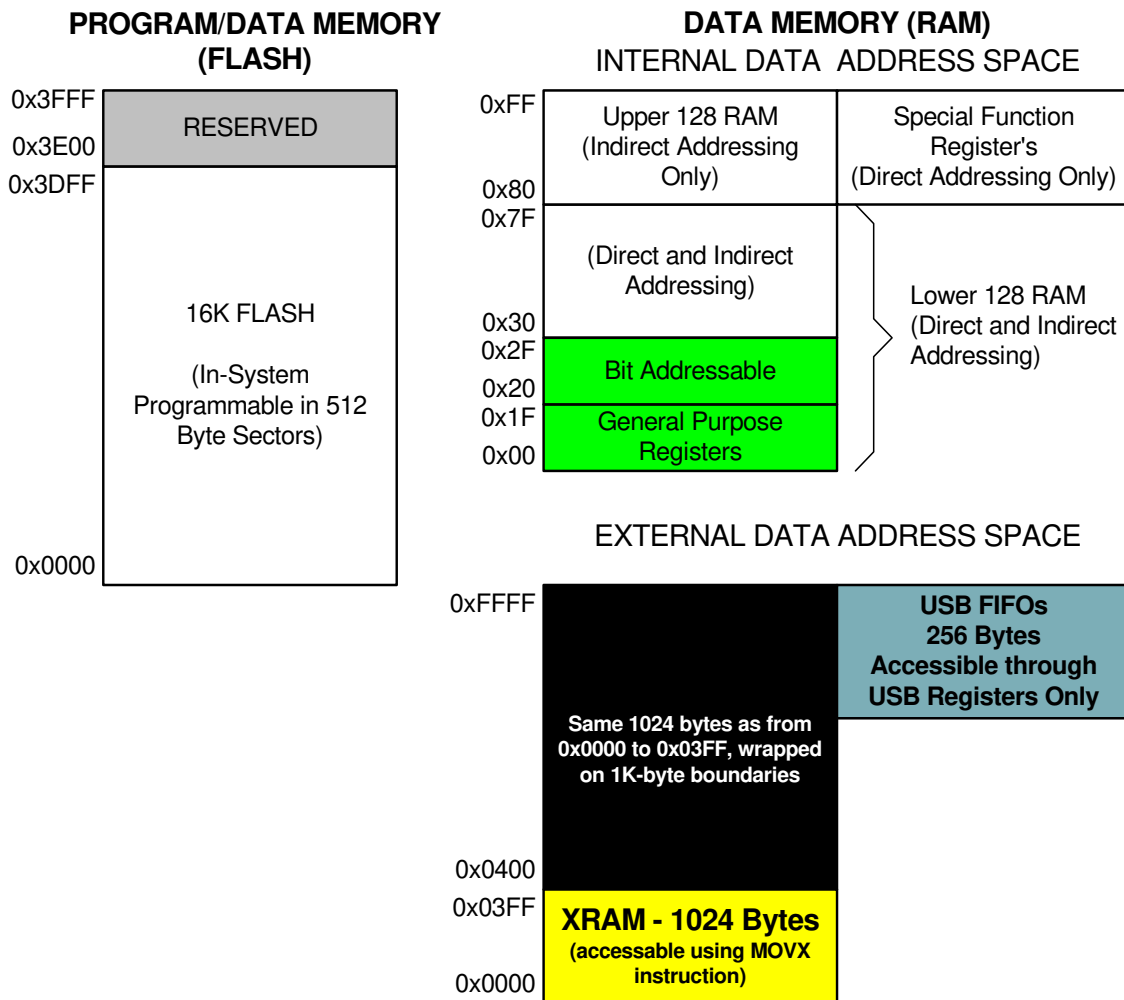 PROGRAM/DATA MEMORY
(FLASH)
0x3FFF
RESERVED
0x3E00
0x3DFF
16K FLASH
(In-System
Programmable in 512
Byte Sectors)
0x0000
DATA MEMORY (RAM)
INTERNAL DATA ADDRESS SPACE
0xFF
Upper 128 RAM
(Indirect Addressing
Only)
0x80
Special Function
Register's
(Direct Addressing Only)
0x7F
(Direct and Indirect
Addressing)
0x30
Lower 128 RAM
(Direct and Indirect
Addressing)
0x2F
Bit Addressable
0x20
0x1F
General Purpose
Registers
0x00
EXTERNAL DATA ADDRESS SPACE
0xFFFF
Same 1024 bytes as from
0x0000 to 0x03FF, wrapped
on 1K-byte boundaries
0x0400
USB FIFOs
256 Bytes
Accessible through
USB Registers Only
0x03FF
XRAM - 1024 Bytes
(accessable using MOVX
instruction)
0x0000